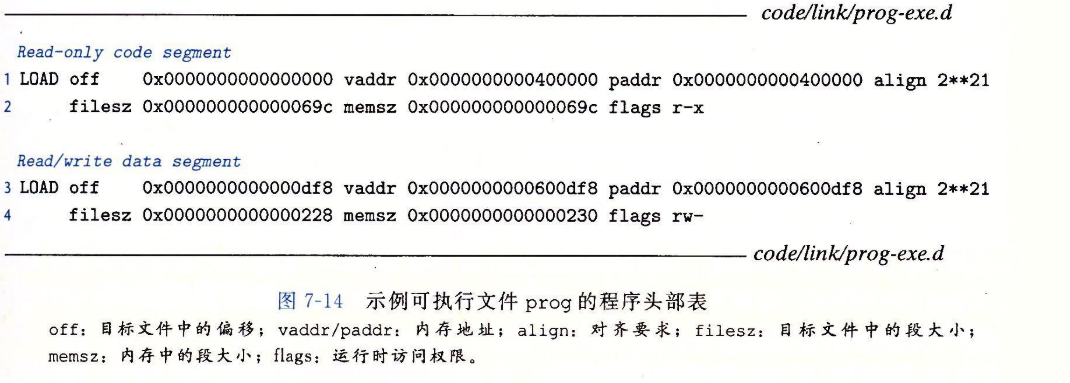 code/link/prog-exe.d
Read-only code segment
1 LOAD off 0x0000000000000000 vaddr 0x0000000000400000 paddr 0x0000000000400000 align 2**21
2 filesz 0x000000000000069c memsz 0x000000000000069c flags r-x
Read/write data segment
3 LOAD off 0x0000000000000df8 vaddr 0x0000000000600df8 paddr 0x0000000000600df8 align 2**21
4 filesz 0x0000000000000228 memsz 0x0000000000000230 flags rw-
code/link/prog-exe.d
图 7-14 示例可执行文件 prog 的程序头部表
off：目标文件中的偏移；vaddr/paddr：内存地址；align：对齐要求；filesz：目标文件中的段大小；
memsz：内存中的段大小；flags：运行时访问权限。